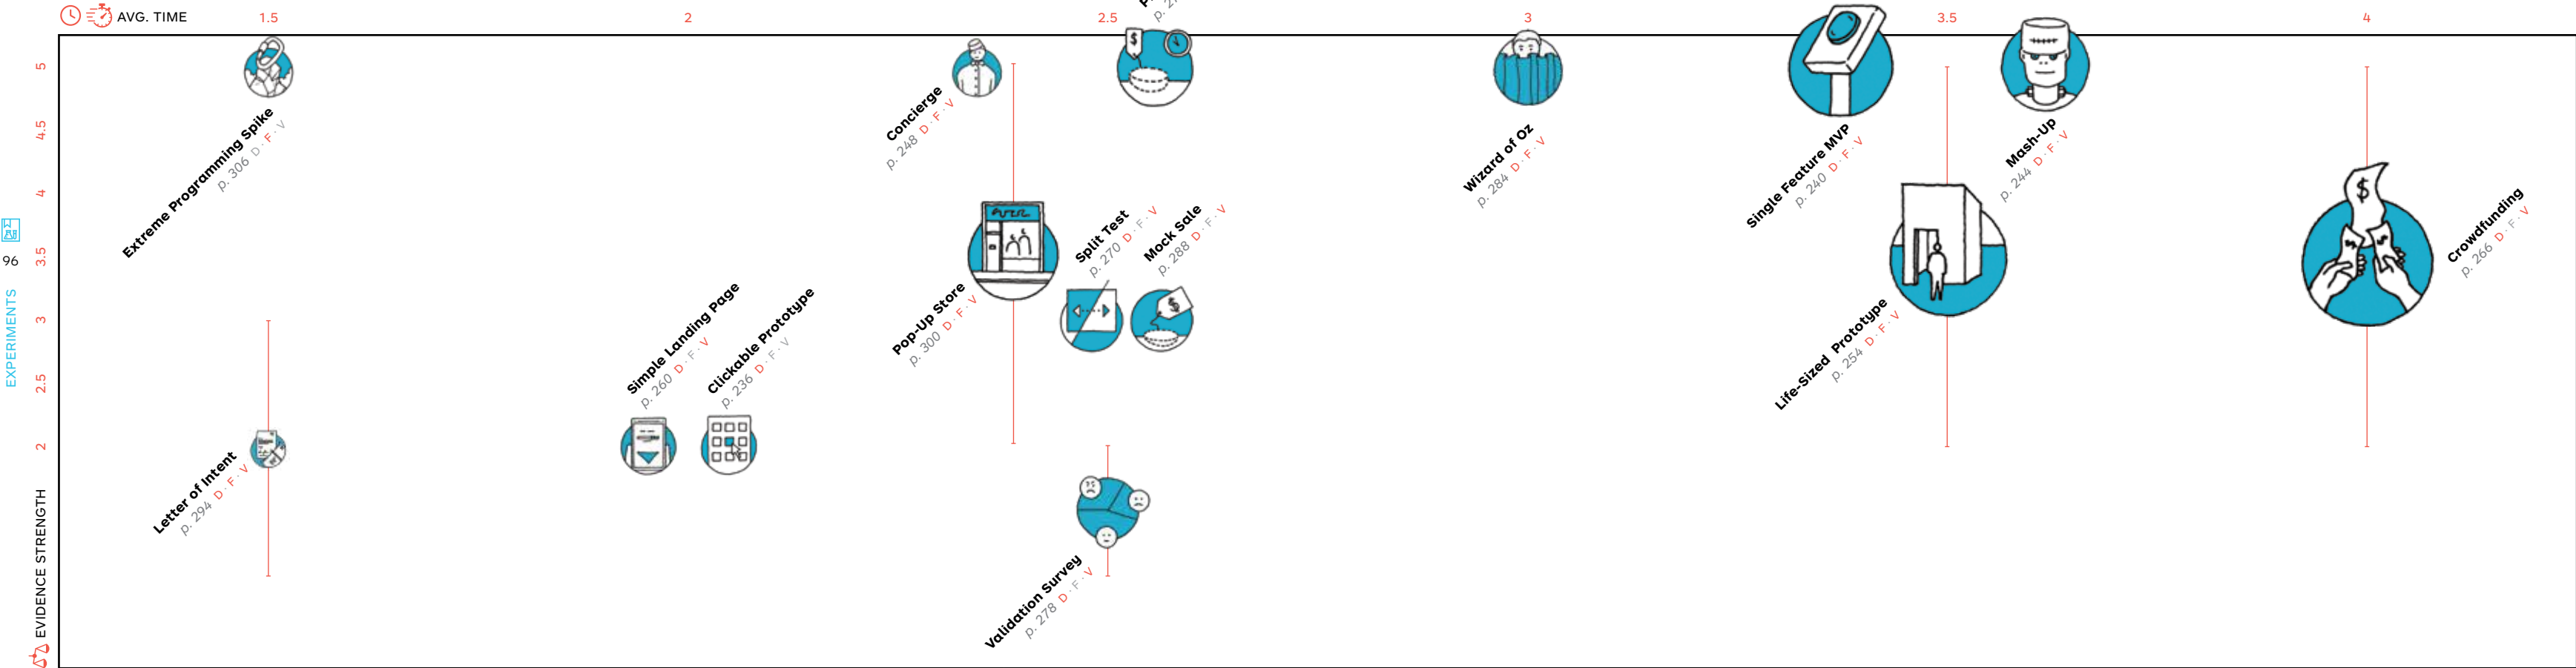 AVG. TIME
1.5
2
2.5
3
3.5
4
5
4.5
4
3.5
3
2.5
2
EVIDENCE STRENGTH
96
EXPERIMENTS
Extreme Programming Spike
p. 306 D · F · V
Concierge
p. 248 D · F · V
Wizard of Oz
p. 284 D · F · V
Single Feature MVP
p. 240 D · F · V
Mash-Up
p. 244 D · F · V
Split Test
p. 270 D · F · V
Mock Sale
p. 288 D · F · V
Crowdfunding
p. 266 D · F · V
Simple Landing Page
p. 260 D · F · V
Clickable Prototype
p. 236 D · F · V
Pop-Up Store
p. 300 D · F · V
Life-Sized Prototype
p. 254 D · F · V
Letter of Intent
p. 294 D · F · V
Validation Survey
p. 278 D · F · V